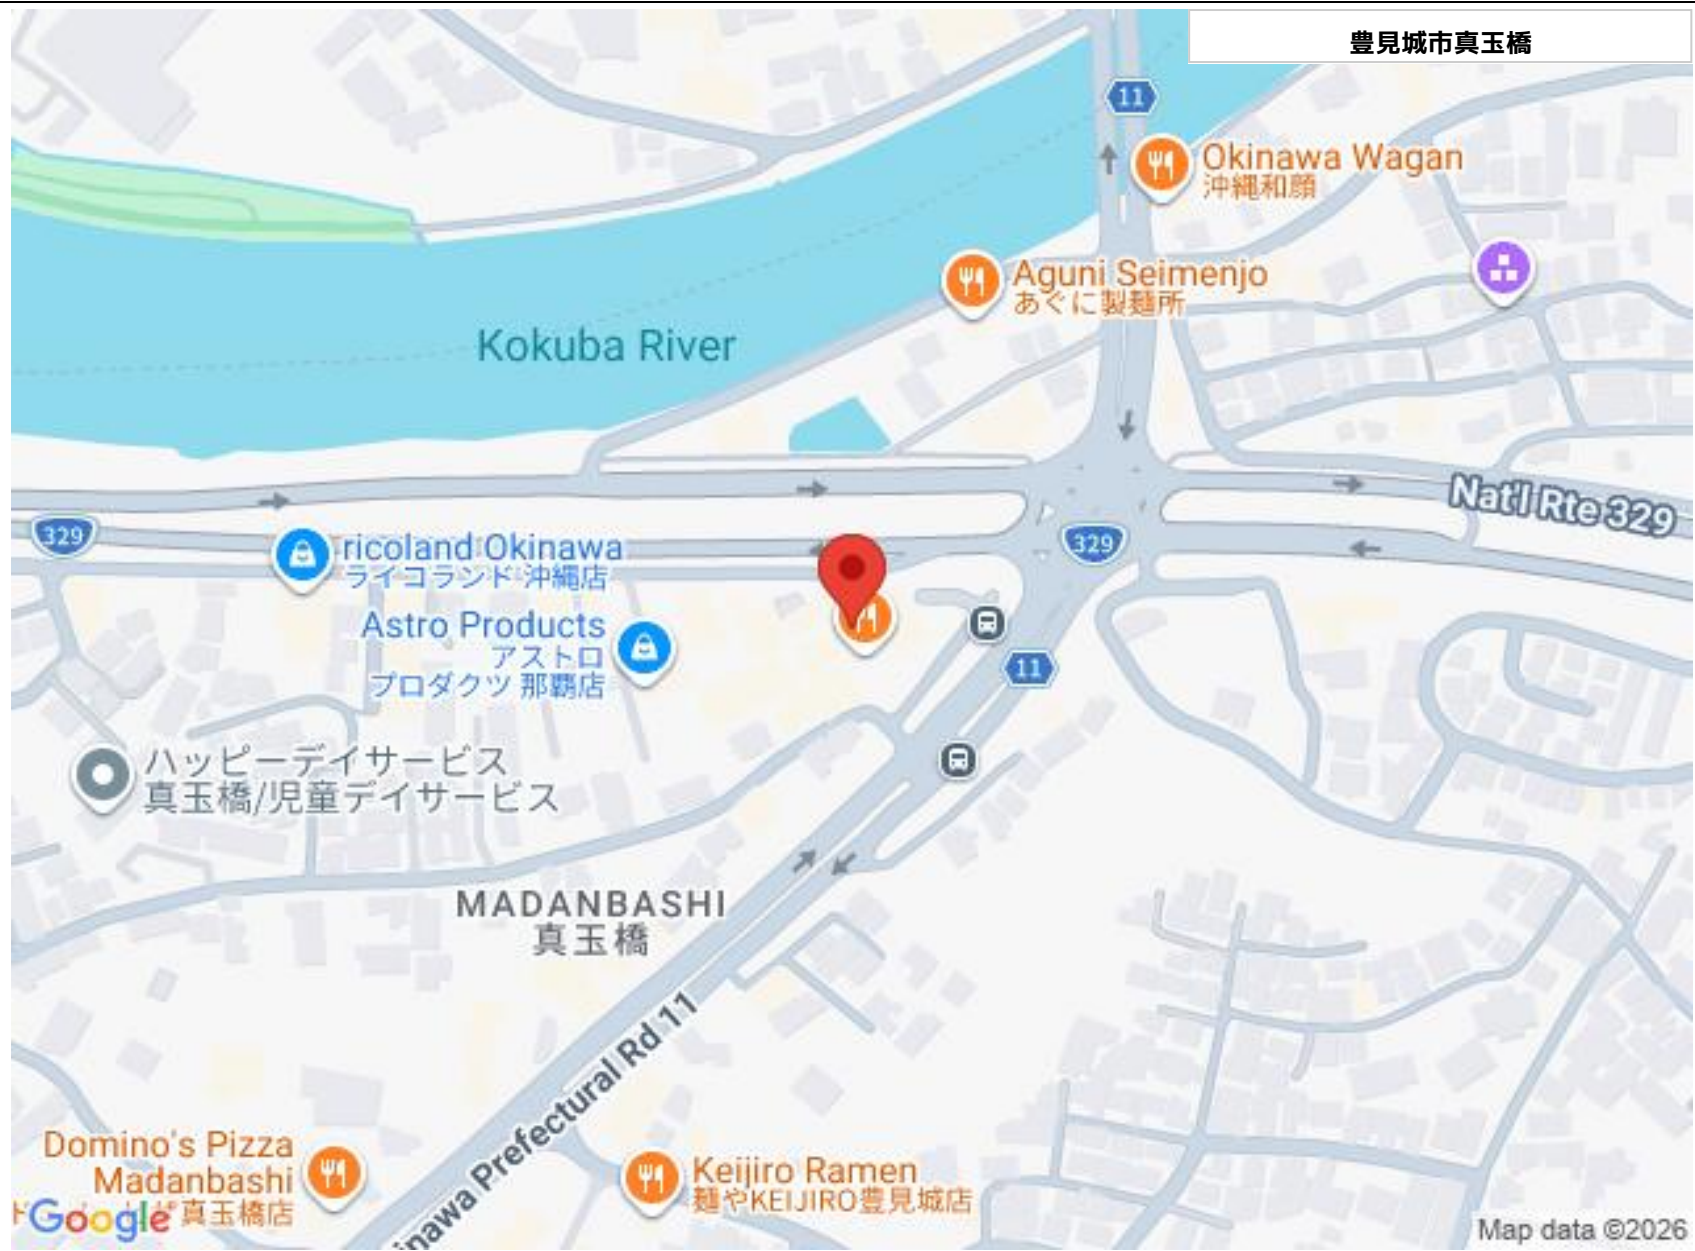 豊見城市真玉橋
11
Okinawa Wagan
沖縄和顔
Aguni Seimenjo
あぐに製麺所
Kokuba River
Nat'l Rte 329
329
ricoland Okinawa
ライコランド 沖縄店
329
Astro Products
アストロ
プロダクツ 那覇店
11
ハッピーデイサービス
真玉橋/児童デイサービス
MADANBASHI
真玉橋
inawa Prefectural Rd 11
Domino's Pizza
Madanbashi
真玉橋店
Keijiro Ramen
麺やKEIJIRO豊見城店
Google
Map data ©2026